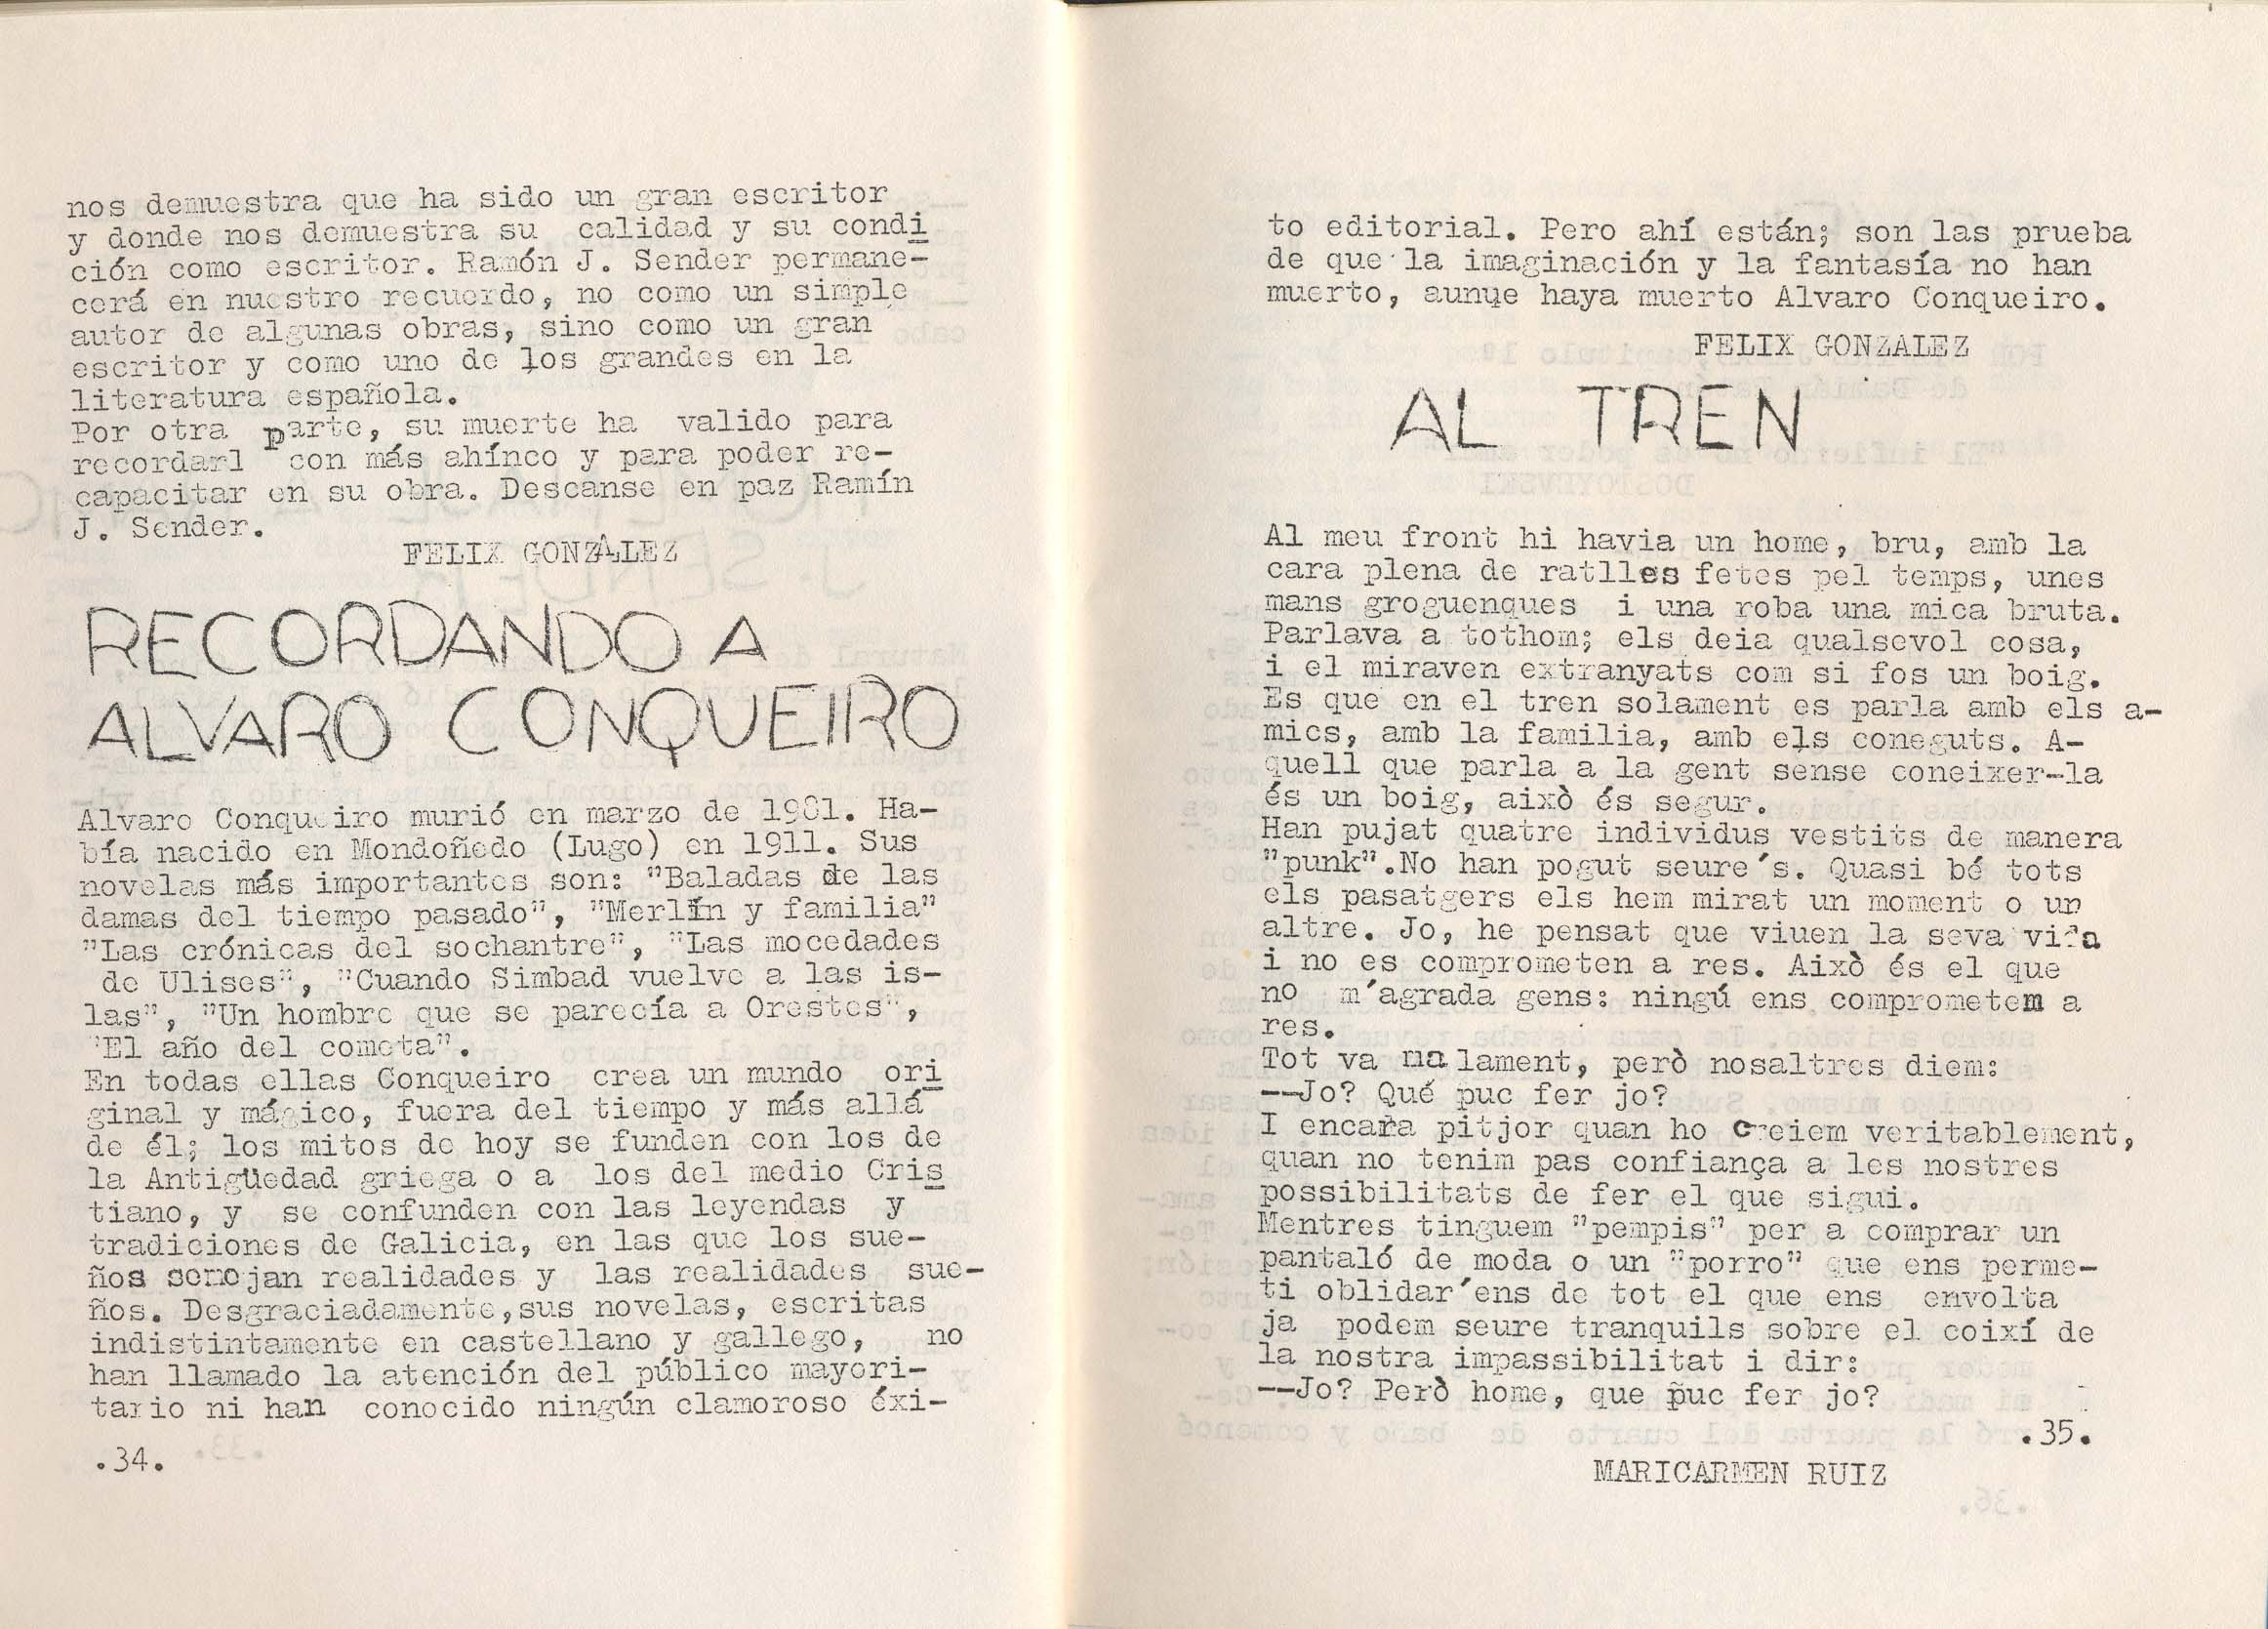 nos demuestra que ha sido un gran escritor
y donde nos demuestra su calidad y su condi
ción como escritor. Ramón J. Sender permane-
cerá en nuestro recuerdo, no como un simple
autor de algunas obras, sino como un gran
escritor y como uno de los grandes en la
literatura española.
Por otra parte, su muerte ha valido para
recordarl con más ahínco y para poder re-
capacitar en su obra. Descanse en paz Ramín
J. Sender.
FELIX GONZALEZ
RECORDANDO A
ALVARO CONQUEIRO
Alvaro Conqueiro murió en marzo de 1981. Ha-
bía nacido en Mondoñedo (Lugo) en 1911. Sus
novelas más importantes son: "Baladas de las
damas del tiempo pasado", "Merlín y familia"
"Las crónicas del sochantre", "Las mocedades
de Ulises", "Cuando Simbad vuelve a las is-
las", "Un hombre que se parecía a Orestes",
"El año del cometa".
En todas ellas Conqueiro crea un mundo ori
ginal y mágico, fuera del tiempo y más allá
de él; los mitos de hoy se funden con los de
la Antigüedad griega o a los del medio Cris
tiano, y se confunden con las leyendas y
tradiciones de Galicia, en las que los sue-
ños semejan realidades y las realidades sue-
ños. Desgraciadamente,sus novelas, escritas
indistintamente en castellano y gallego, no
han llamado la atención del público mayori-
tario ni han conocido ningún clamoroso éxi-
.34.
to editorial. Pero ahí están; son las prueba
de que la imaginación y la fantasía no han
muerto, aunqe haya muerto Alvaro Conqueiro.
FELIX GONZALEZ
AL TREN
Al meu front hi havia un home, bru, amb la
cara plena de ratlles fetes pel temps, unes
mans groguenques i una roba una mica bruta.
Parlava a tothom; els deia qualsevol cosa,
i el miraven extranyats com si fos un boig.
Es que en el tren solament es parla amb els a-
mics, amb la familia, amb els coneguts. A-
quell que parla a la gent sense coneixer-la
és un boig, això és segur.
Han pujat quatre individus vestits de manera
"punk".No han pogut seure's. Quasi bé tots
els pasatgers els hem mirat un moment o un
altre. Jo, he pensat que viuen la seva vida
i no es comprometen a res. Això és el que
no m'agrada gens: ningú ens comprometem a
res.
Tot va malament, però nosaltres diem:
--Jo? Qué puc fer jo?
I encara pitjor quan ho creiem veritablement,
quan no tenim pas confiança a les nostres
possibilitats de fer el que sigui.
Mentres tinguem "pempis" per a comprar un
pantaló de moda o un "porro" que ens perme-
ti oblidar'ens de tot el que ens envolta
ja podem seure tranquils sobre el coixí de
la nostra impassibilitat i dir:
--Jo? Però home, que puc fer jo?
.35.
MARICARMEN RUIZ